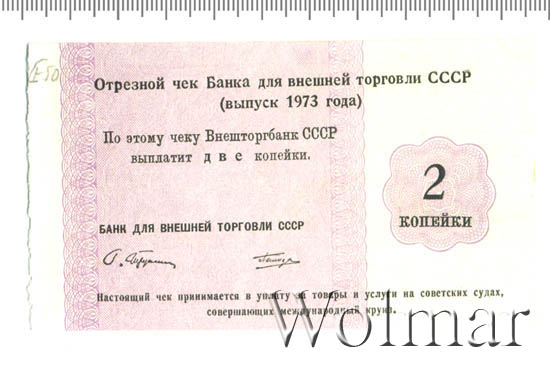 Отрезной чек Банка для внешней торговли СССР
(выпуск 1973 года)
По этому чеку Внешторгбанк СССР
выплатит две копейки.
2
КОПЕЙКИ
БАНК ДЛЯ ВНЕШНЕЙ ТОРГОВЛИ СССР
Настоящий чек принимается в уплату за товары и услуги на советских судах,
совершающих международный круиз.
Wolmar